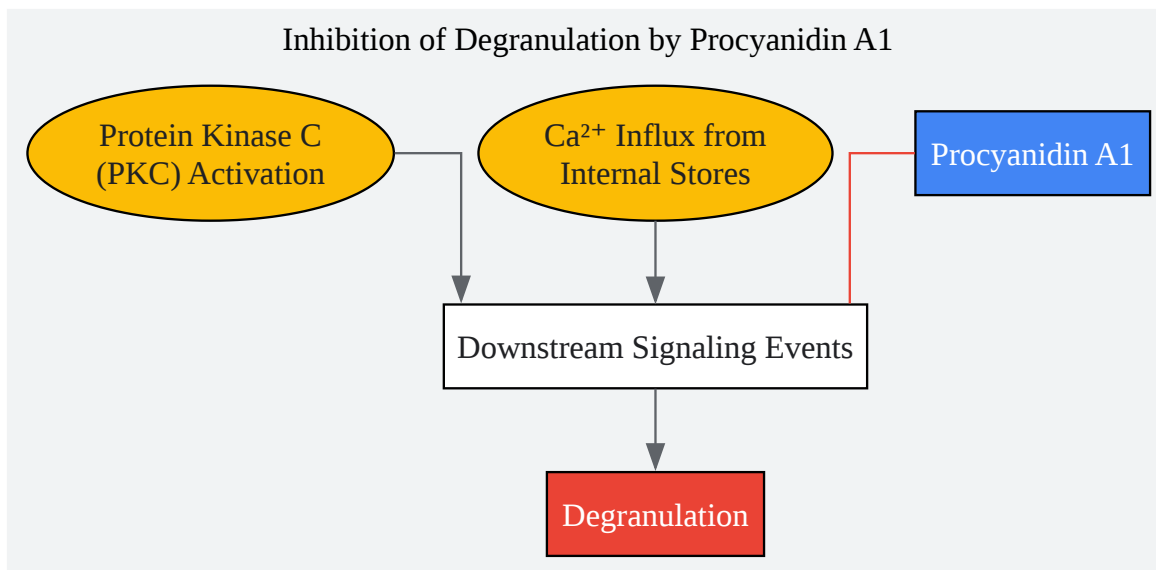 Inhibition of Degranulation by Procyanidin A1
Protein Kinase C
(PKC) Activation
Ca²⁺ Influx from
Internal Stores
Procyanidin A1
Downstream Signaling Events
Degranulation